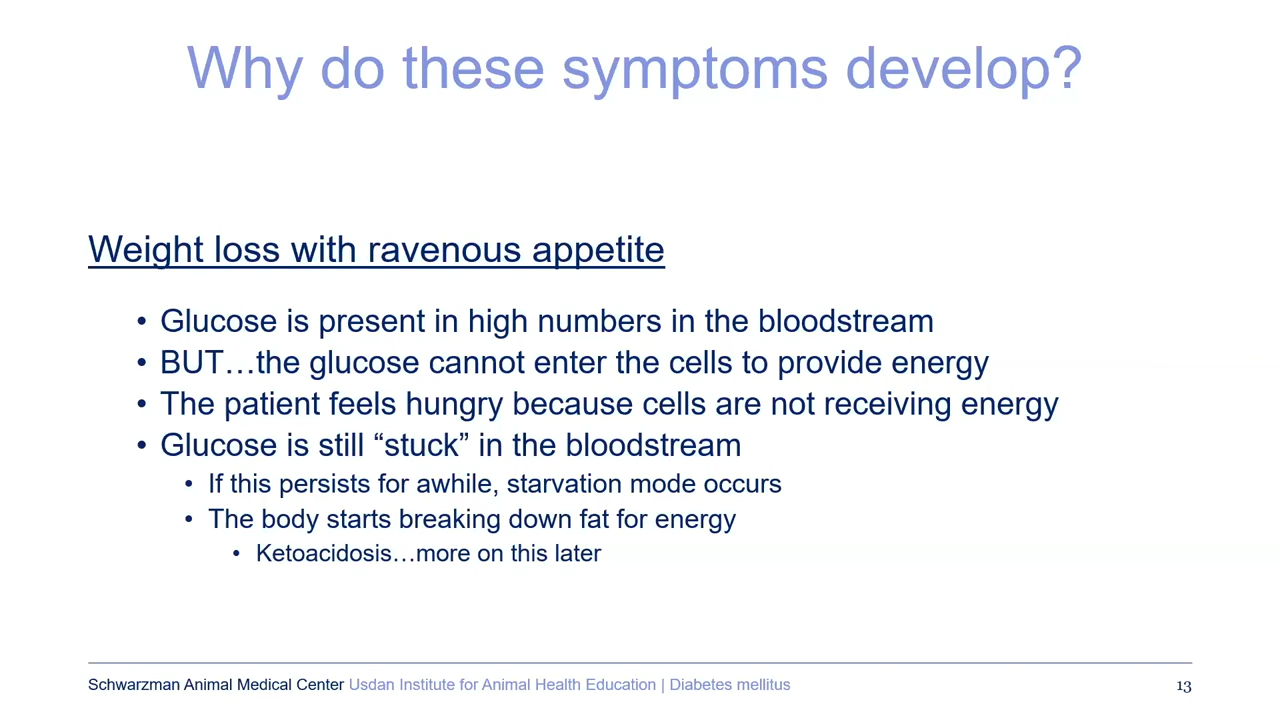 Why do these symptoms develop?
Weight loss with ravenous appetite
• Glucose is present in high numbers in the bloodstream
• BUT…the glucose cannot enter the cells to provide energy
• The patient feels hungry because cells are not receiving energy
• Glucose is still “stuck” in the bloodstream
• If this persists for awhile, starvation mode occurs
• The body starts breaking down fat for energy
• Ketoacidosis…more on this later
Schwarzman Animal Medical Center Usdan Institute for Animal Health Education | Diabetes mellitus 13